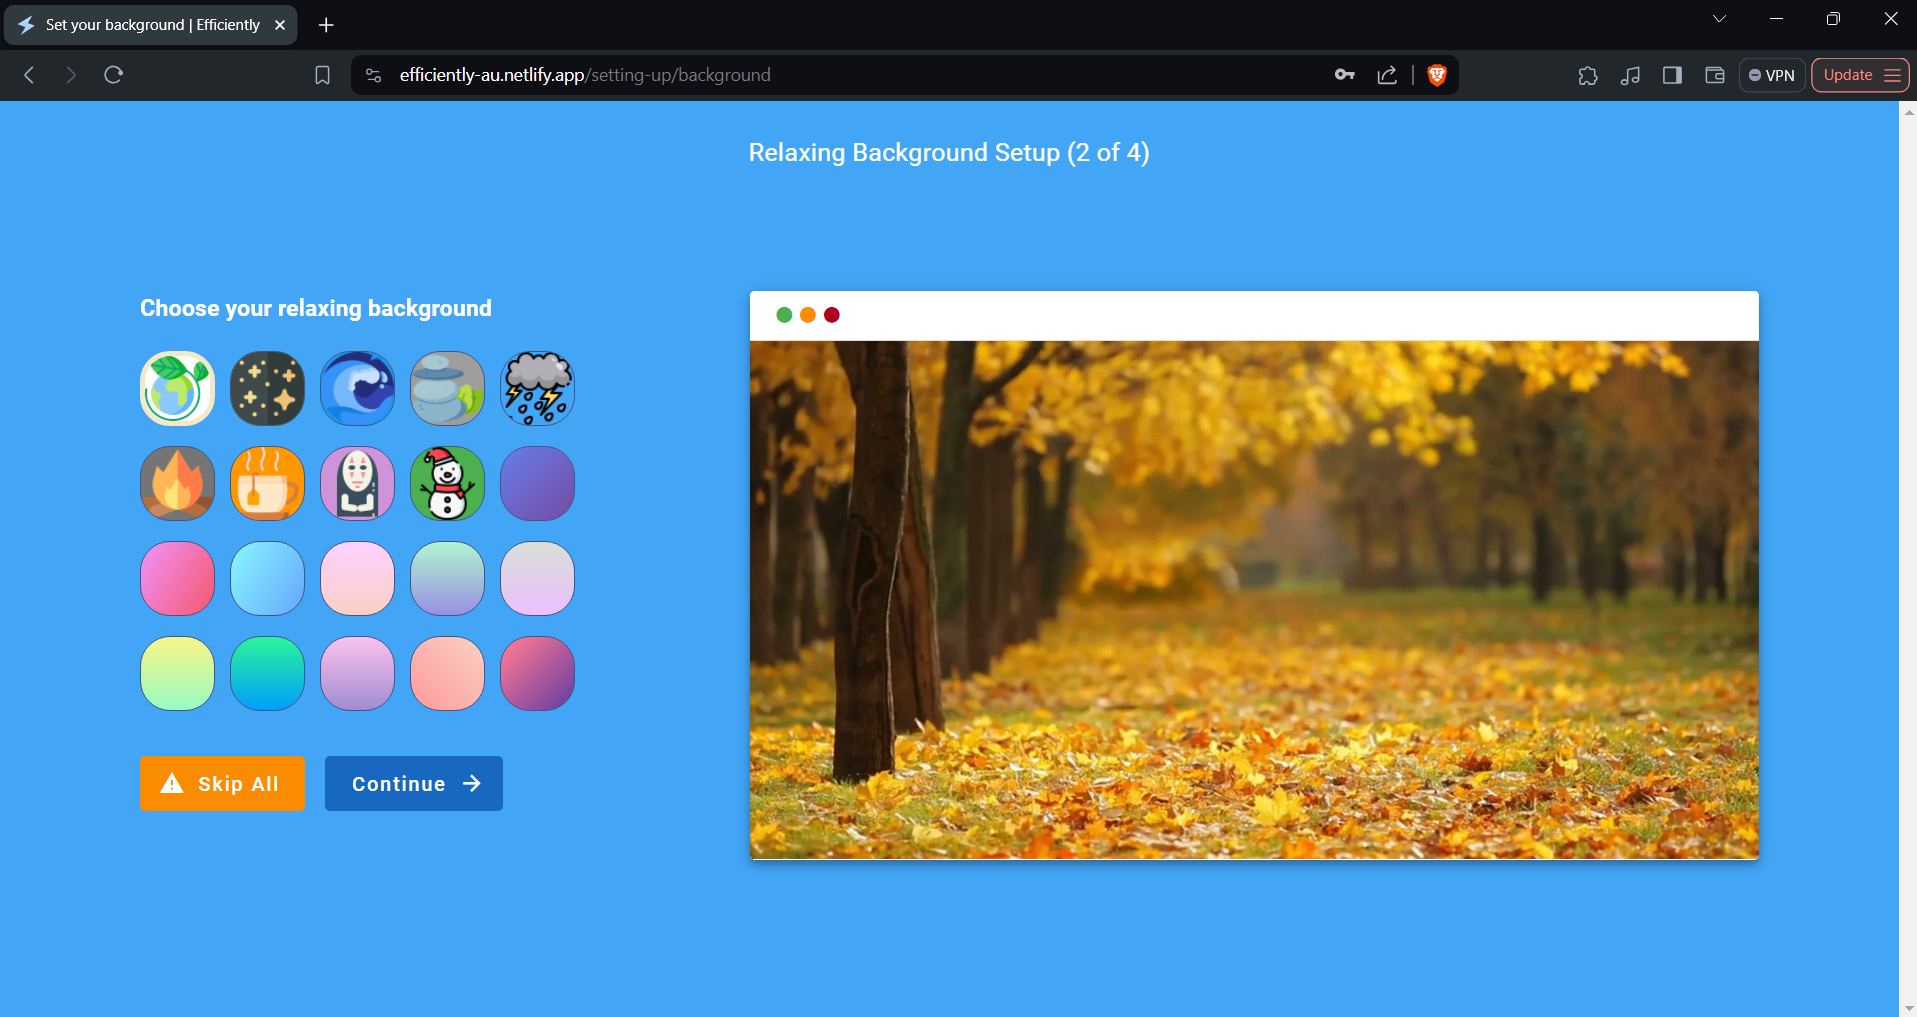 Set your background | Efficiently
efficiently-au.netlify.app/setting-up/background
VPN
Update
Relaxing Background Setup (2 of 4)
Choose your relaxing background
Skip All
Continue